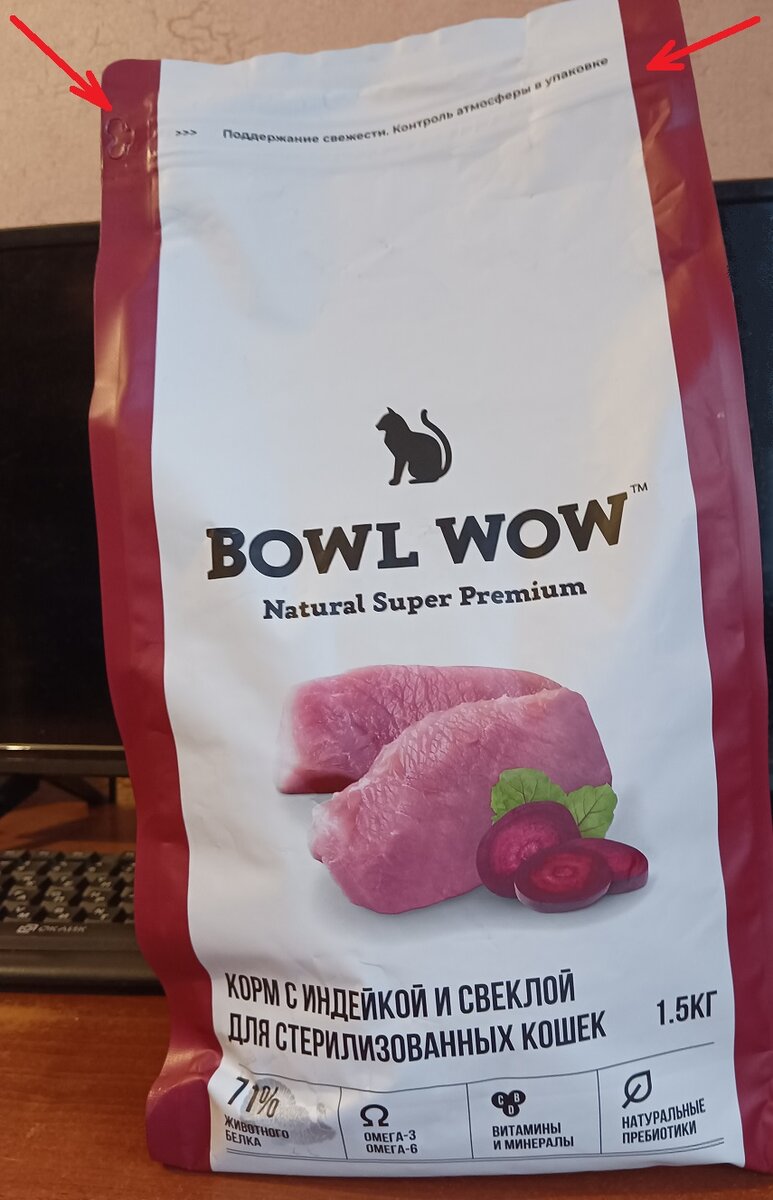 >>> Поддержание свежести. Контроль атмосферы в упаковке
BOWL WOW™
Natural Super Premium
КОРМ С ИНДЕЙКОЙ И СВЕКЛОЙ
ДЛЯ СТЕРИЛИЗОВАННЫХ КОШЕК
1.5КГ
71%
ЖИВОТНОГО
БЕЛКА
ОМЕГА-3
ОМЕГА-6
C B D
ВИТАМИНЫ
И МИНЕРАЛЫ
НАТУРАЛЬНЫЕ
ПРЕБИОТИКИ